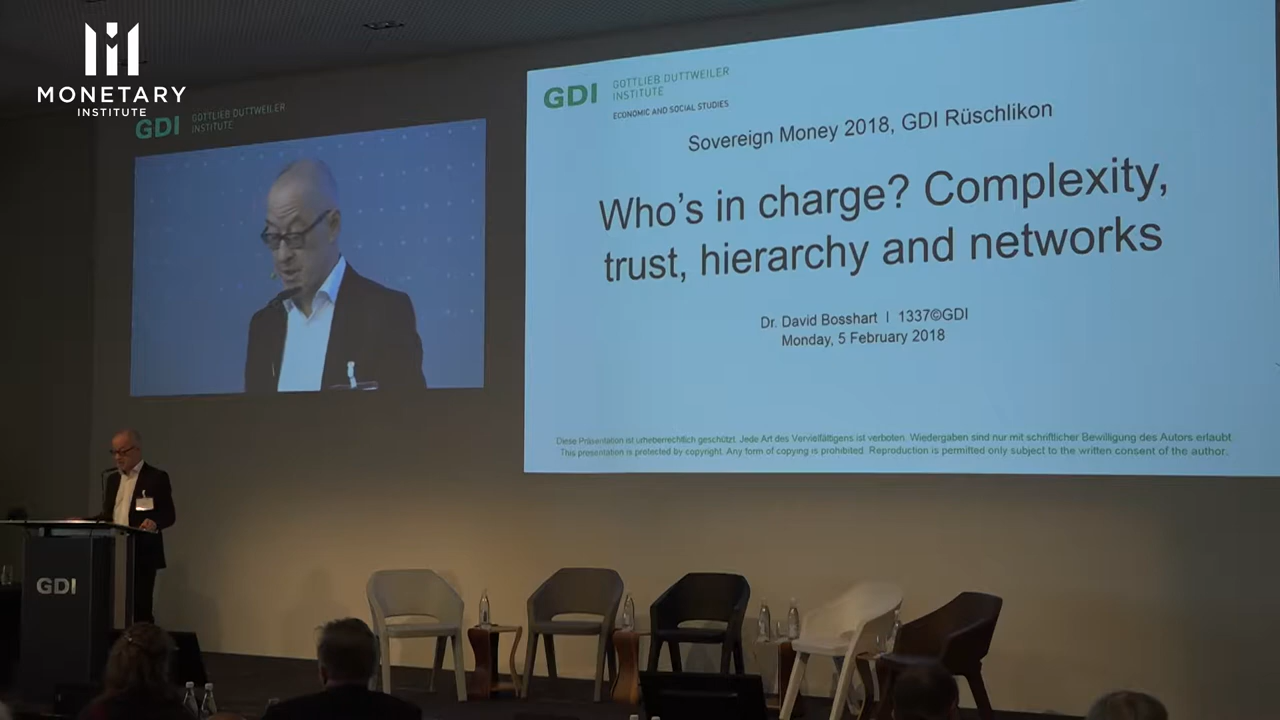 MONETARY
INSTITUTE
GDI
GOTTLIEB DUTTWEILER
INSTITUTE
GDI
GOTTLIEB DUTTWEILER
INSTITUTE
ECONOMIC AND SOCIAL STUDIES
Sovereign Money 2018, GDI Rüschlikon
Who's in charge? Complexity,
trust, hierarchy and networks
Dr. David Bosshart | 1337©GDI
Monday, 5 February 2018
Diese Präsentation ist urheberrechtlich geschützt. Jede Art des Vervielfältigens ist verboten. Wiedergaben sind nur mit schriftlicher Bewilligung des Autors erlaubt.
This presentation is protected by copyright. Any form of copying is prohibited. Reproduction is permitted only subject to the written consent of the author.
GDI